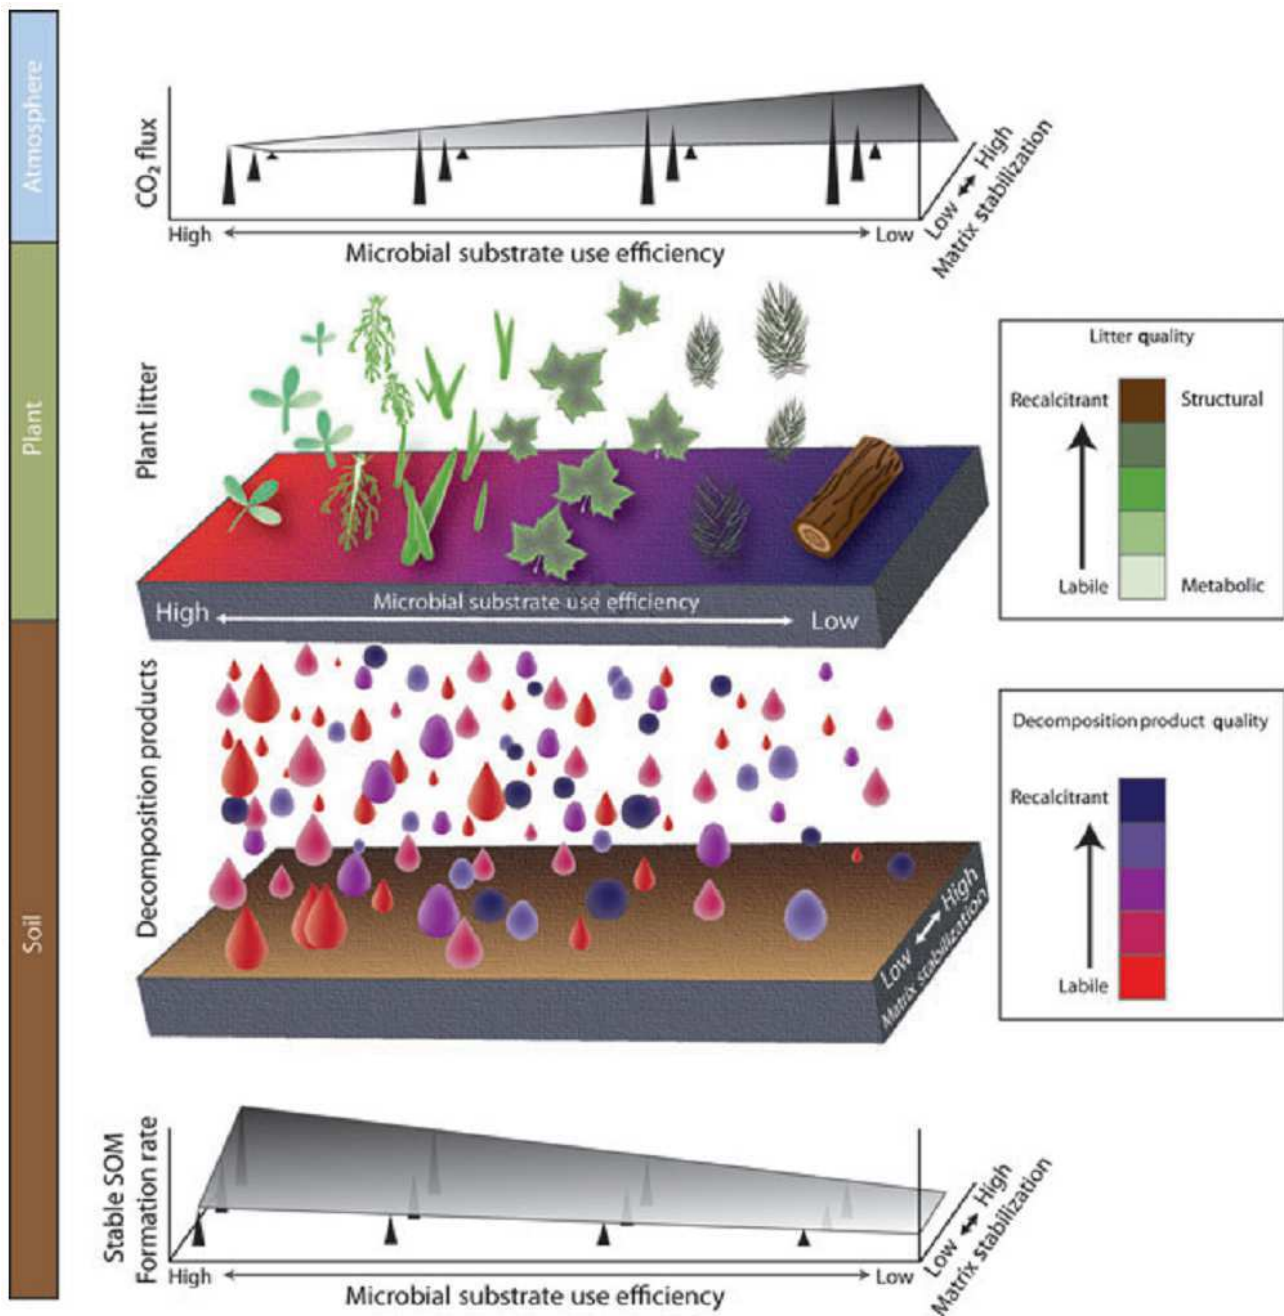 Atmosphere
CO₂ flux
High
Low
Microbial substrate use efficiency
Low
High
Matrix stabilization
Plant
Plant litter
High
Microbial substrate use efficiency
Low
Litter quality
Recalcitrant
Structural
Labile
Metabolic
Soil
Decomposition products
Low
High
Matrix stabilization
Decomposition product quality
Recalcitrant
Labile
Stable SOM
Formation rate
High
Low
Microbial substrate use efficiency
Low
High
Matrix stabilization